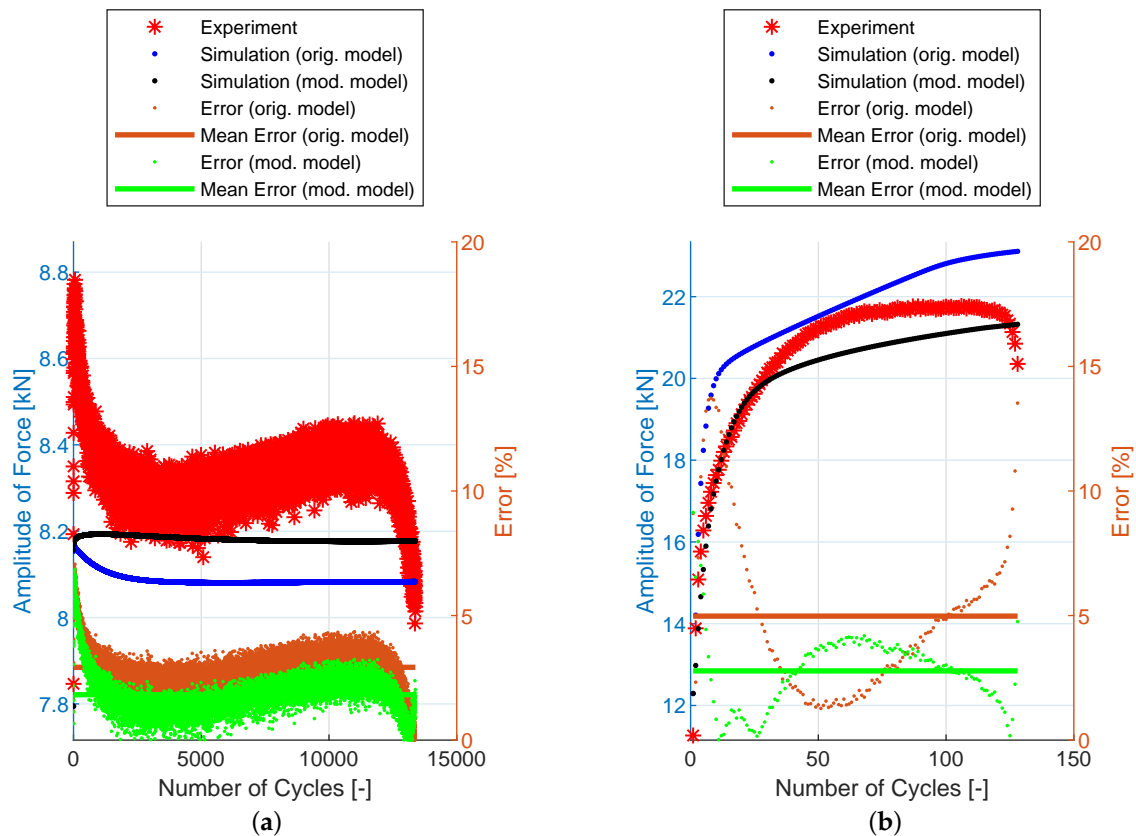 Experiment
Simulation (orig. model)
Simulation (mod. model)
Error (orig. model)
Mean Error (orig. model)
Error (mod. model)
Mean Error (mod. model)
8.8
8.6
8.4
8.2
8
7.8
Amplitude of Force [kN]
20
15
10
5
0
Error [%]
0
5000
10000
15000
Number of Cycles [-]
(a)
Experiment
Simulation (orig. model)
Simulation (mod. model)
Error (orig. model)
Mean Error (orig. model)
Error (mod. model)
Mean Error (mod. model)
22
20
18
16
14
12
Amplitude of Force [kN]
20
15
10
5
0
Error [%]
0
50
100
150
Number of Cycles [-]
(b)